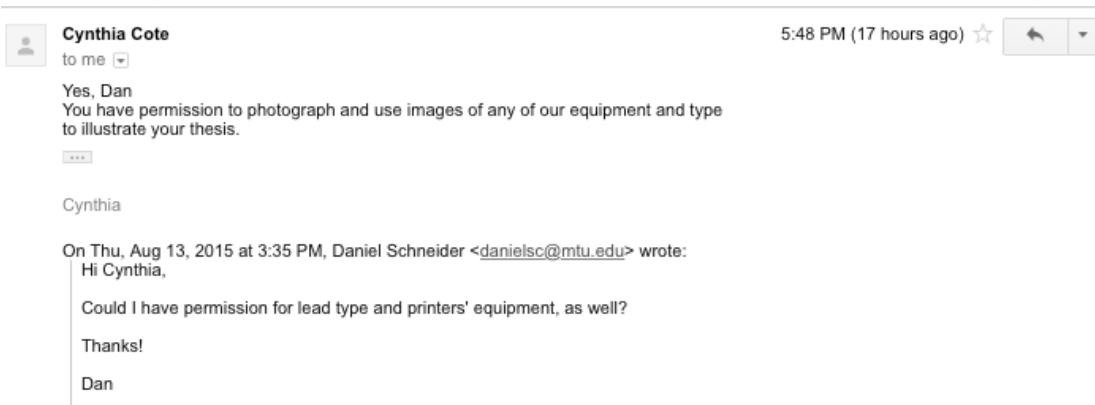 Cynthia Cote
5:48 PM (17 hours ago)
to me
Yes, Dan
You have permission to photograph and use images of any of our equipment and type
to illustrate your thesis.
Cynthia
On Thu, Aug 13, 2015 at 3:35 PM, Daniel Schneider <danielsc@mtu.edu> wrote:
Hi Cynthia,
Could I have permission for lead type and printers' equipment, as well?
Thanks!
Dan